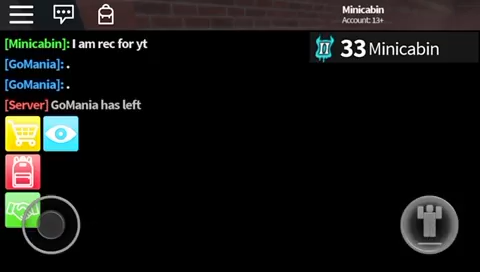 Minicabin
Account: 13+
[Minicabin]: I am rec for yt
33 Minicabin
[GoMania]: .
[GoMania]: .
[Server] GoMania has left